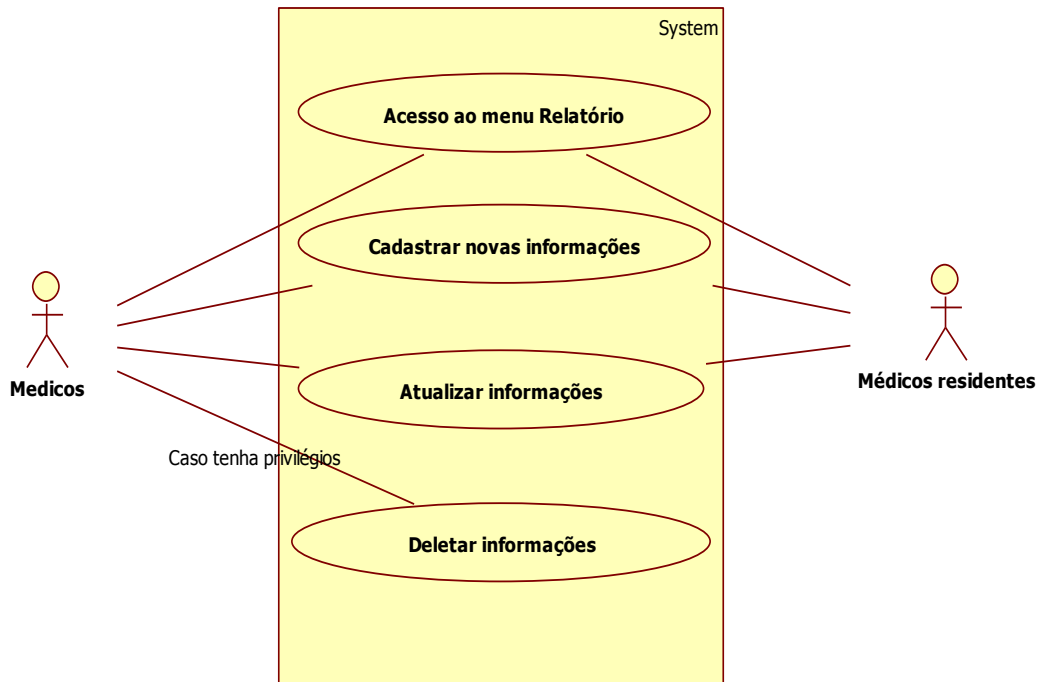 System
Acesso ao menu Relatório
Cadastrar novas informações
Medicos
Médicos residentes
Atualizar informações
Caso tenha privilégios
Deletar informações